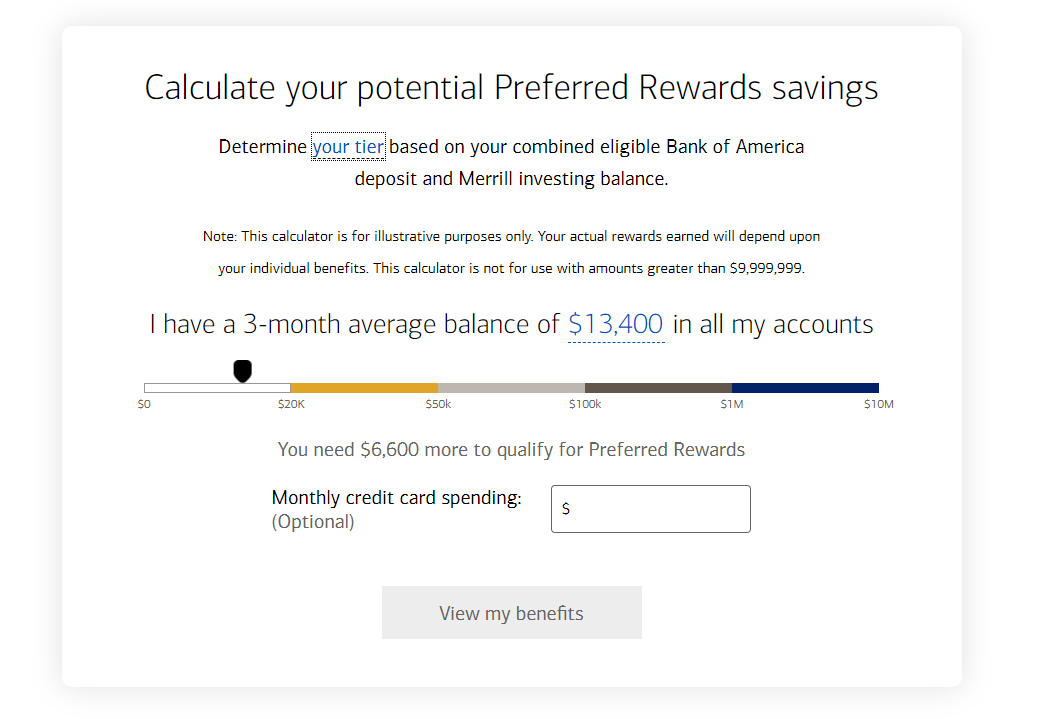 Calculate your potential Preferred Rewards savings
Determine your tier based on your combined eligible Bank of America
deposit and Merrill investing balance.
Note: This calculator is for illustrative purposes only. Your actual rewards earned will depend upon
your individual benefits. This calculator is not for use with amounts greater than $9,999,999.
I have a 3-month average balance of $13,400 in all my accounts
$0 $20K $50k $100k $1M $10M
You need $6,600 more to qualify for Preferred Rewards
Monthly credit card spending:
(Optional)
$
View my benefits